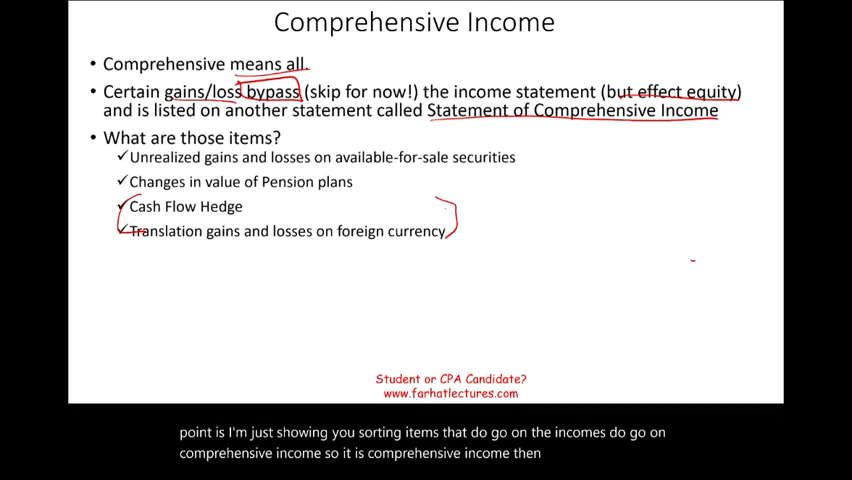 Comprehensive Income
• Comprehensive means all.
• Certain gains/loss bypass (skip for now!) the income statement (but effect equity)
and is listed on another statement called Statement of Comprehensive Income
• What are those items?
✓Unrealized gains and losses on available-for-sale securities
✓Changes in value of Pension plans
✓Cash Flow Hedge
✓Translation gains and losses on foreign currency
Student or CPA Candidate?
www.farhatlectures.com
point is I'm just showing you sorting items that do go on the incomes do go on
comprehensive income so it is comprehensive income then